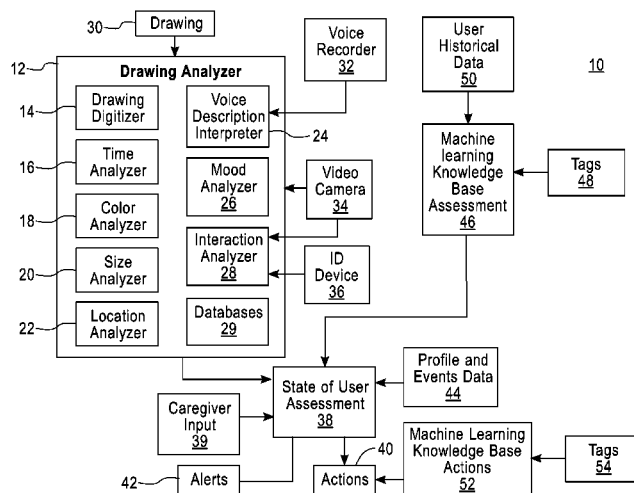 30
Drawing
12
Drawing Analyzer
14
Drawing
Digitizer
16
Time
Analyzer
18
Color
Analyzer
20
Size
Analyzer
22
Location
Analyzer
Voice
Description
Interpreter
24
Mood
Analyzer
26
Interaction
Analyzer
28
Databases
29
Voice
Recorder
32
Video
Camera
34
ID
Device
36
User
Historical
Data
50
10
Machine
learning
Knowledge
Base
Assessment
46
Tags
48
State of User
Assessment
38
Profile and
Events Data
44
Caregiver
Input
39
40
42
Alerts
Actions
Machine Learning
Knowledge Base
Actions
52
Tags
54